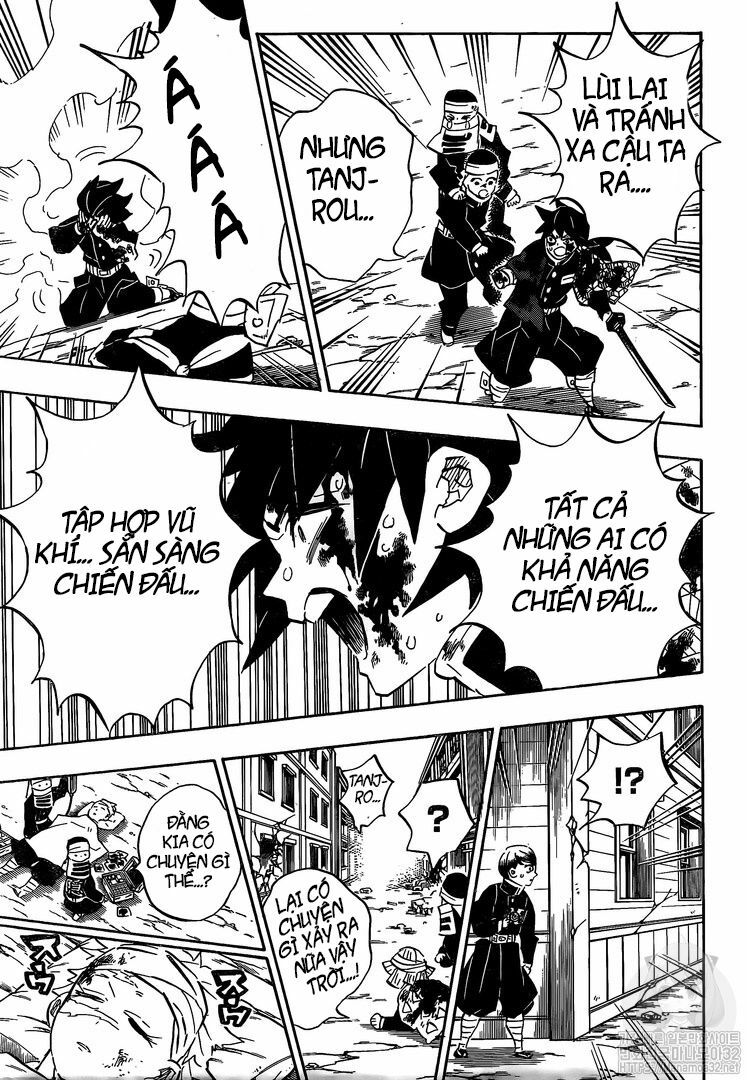 LÙI LẠI
VÀ TRÁNH
XA CẬU TA
RA....
NHƯNG
TANJ-
ROU...
Á
Á
Á
Á
TẤT CẢ
NHỮNG AI CÓ
KHẢ NĂNG
CHIẾN ĐẤU...
TẬP HỢP VŨ
KHÍ... SẴN SÀNG
CHIẾN ĐẤU...
!?
?
TANJ-
RO...
LẠI CÓ
CHUYỆN
GÌ XẢY RA
NỮA VẬY
TRỜI...!
ĐẰNG
KIA CÓ
CHUYỆN GÌ
THẾ...?